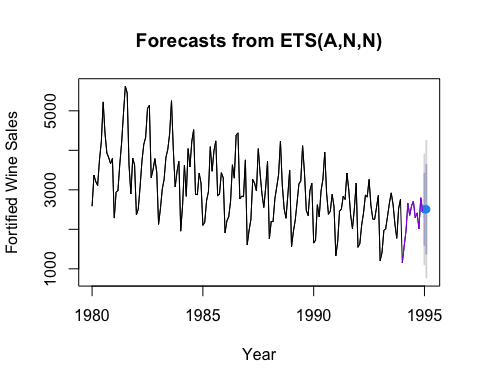 Forecasts from ETS(A,N,N)
Fortified Wine Sales
5000
3000
1000
1980
1985
1990
1995
Year